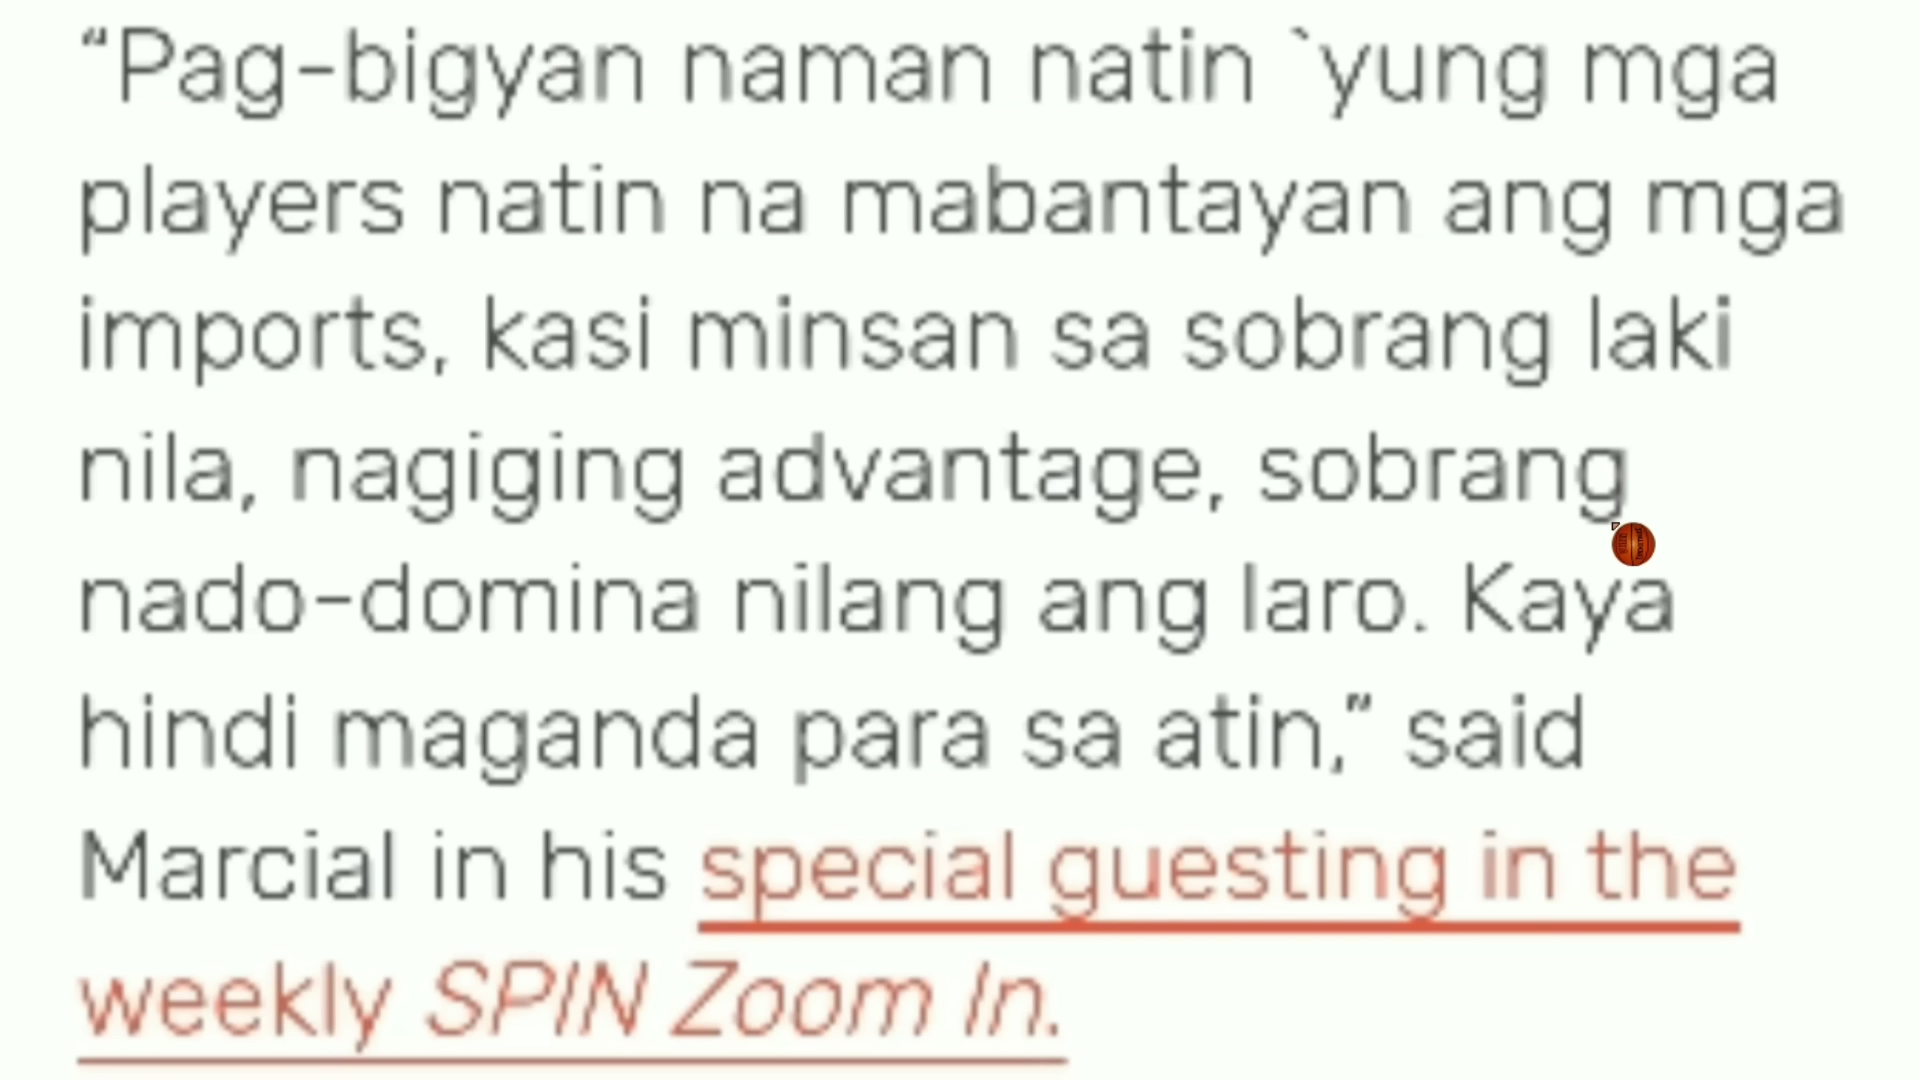 “Pag-bigyan naman natin `yung mga
players natin na mabantayan ang mga
imports, kasi minsan sa sobrang laki
nila, nagiging advantage, sobrang
nado-domina nilang ang laro. Kaya
hindi maganda para sa atin,” said
Marcial in his special guesting in the
weekly SPIN Zoom In.